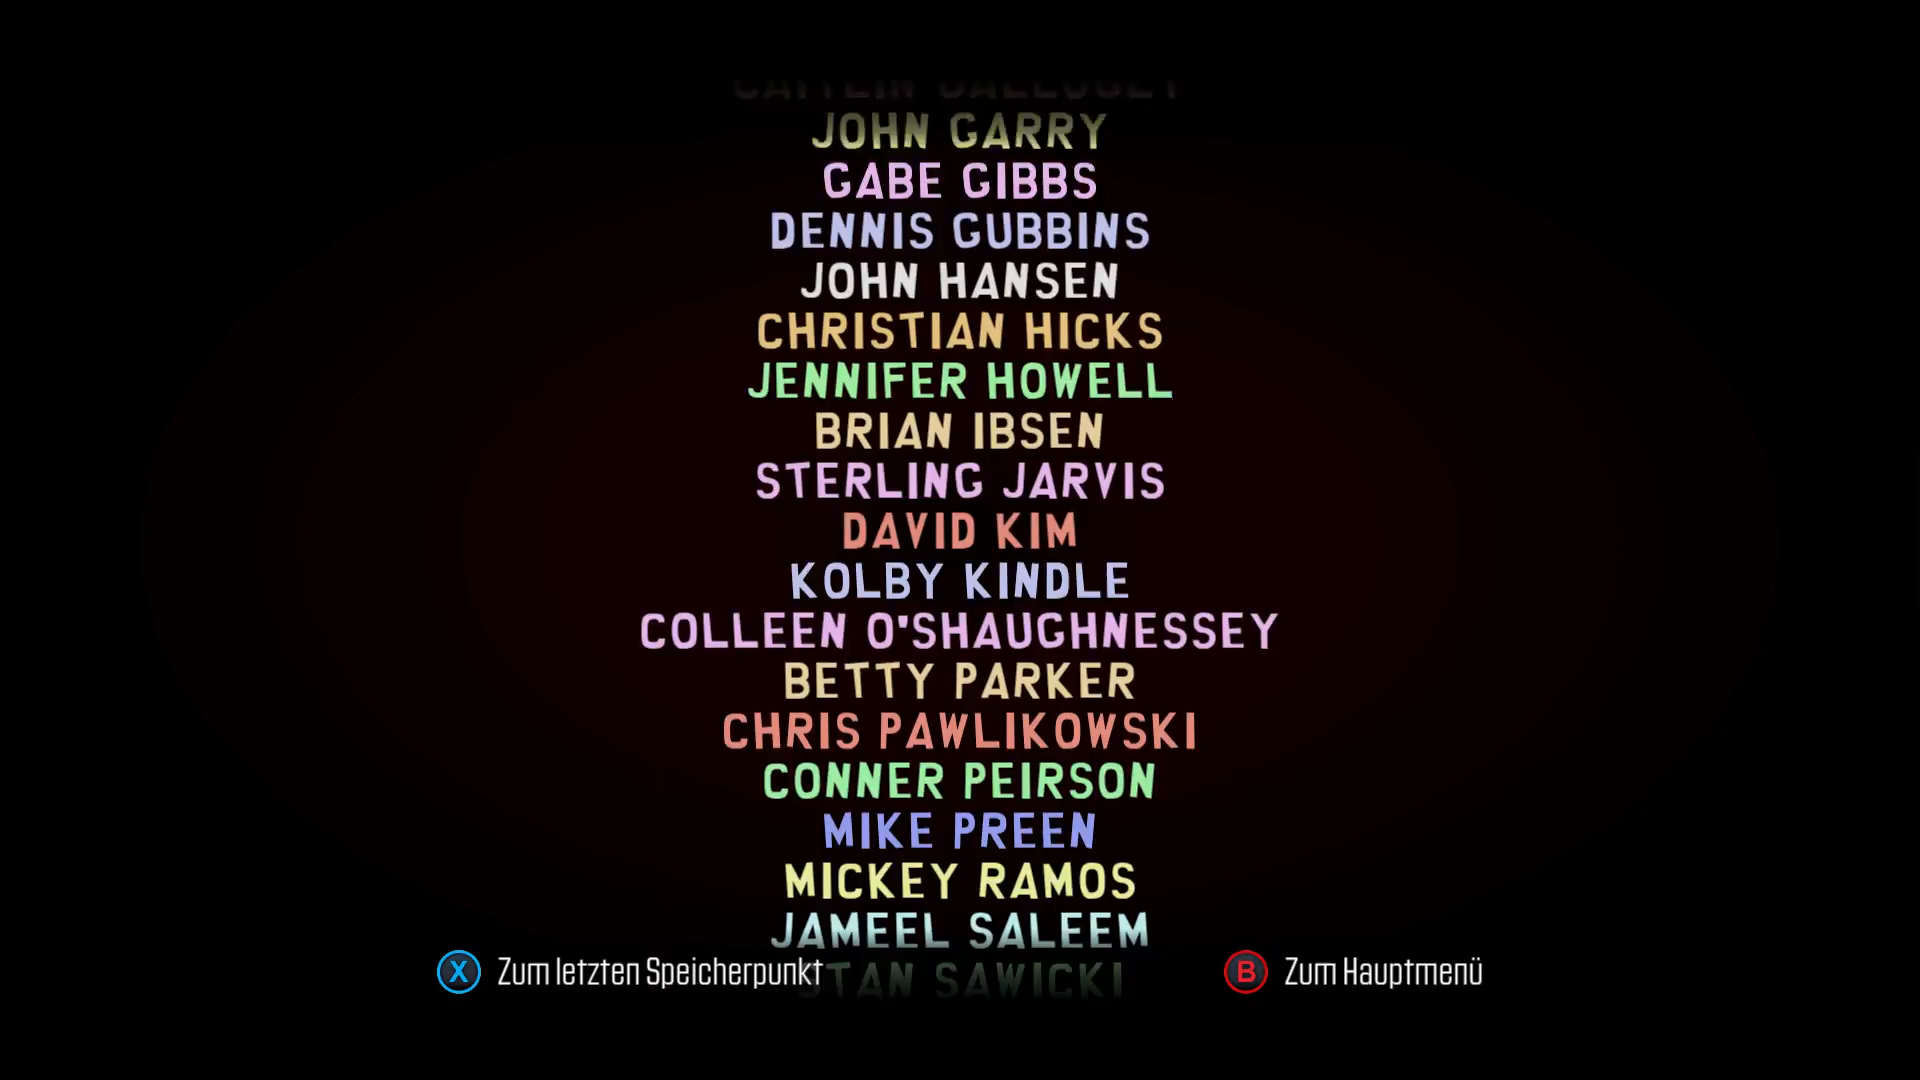 JOHN GARRY
GABE GIBBS
DENNIS GUBBINS
JOHN HANSEN
CHRISTIAN HICKS
JENNIFER HOWELL
BRIAN IBSEN
STERLING JARVIS
DAVID KIM
KOLBY KINDLE
COLLEEN O'SHAUGHNESSEY
BETTY PARKER
CHRIS PAWLIKOWSKI
CONNER PEIRSON
MIKE PREEN
MICKEY RAMOS
JAMEEL SALEEM
STAN SAWICKI
X Zum letzten Speicherpunkt
B Zum Hauptmenü